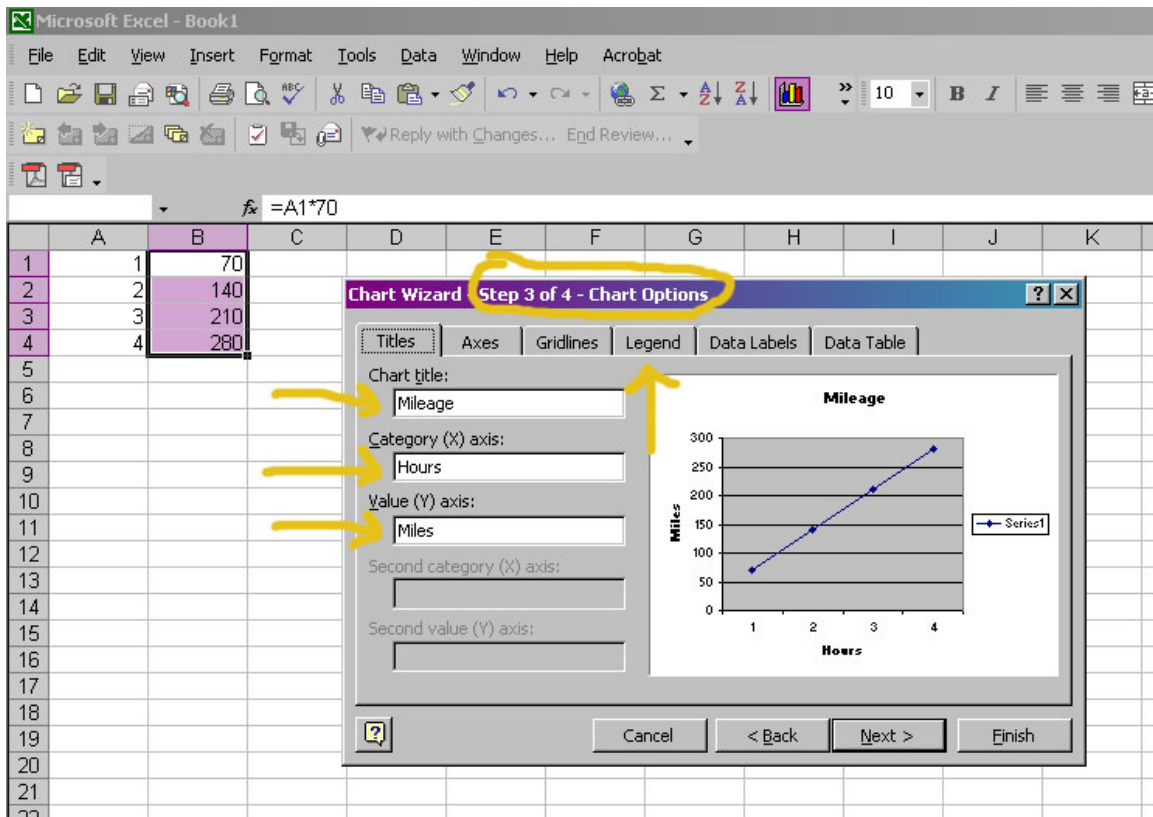 Microsoft Excel - Book1
File Edit View Insert Format Tools Data Window Help Acrobat
ABC Σ A Z Z A » 10 B I a
Reply with Changes... End Review...
fx =A1*70
A B C D E F G H I J K
1 1 70
2 2 140
3 3 210
4 4 280
5
6
7
8
9
10
11
12
13
14
15
16
17
18
19
20
21
22
Chart Wizard - Step 3 of 4 - Chart Options ? X
Titles Axes Gridlines Legend Data Labels Data Table
Chart title:
Mileage
Category (X) axis:
Hours
Value (Y) axis:
Miles
Second category (X) axis:
Second value (Y) axis:
Mileage
300
250
200
150
100
50
0
Miles
1 2 3 4
Hours
Series1
? Cancel < Back Next > Finish